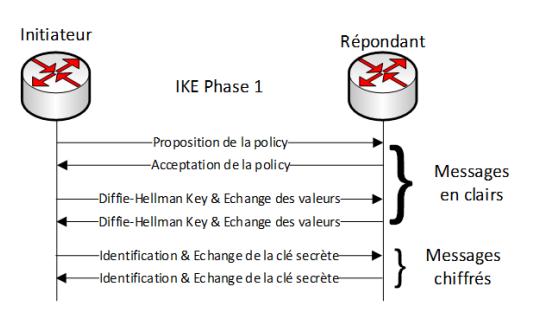 Initiateur
Répondant
IKE Phase 1
Proposition de la policy
Acceptation de la policy
Messages
en clairs
Diffie-Hellman Key & Echange des valeurs
Diffie-Hellman Key & Echange des valeurs
Identification & Echange de la clé secrète
Messages
chiffrés
Identification & Echange de la clé secrète